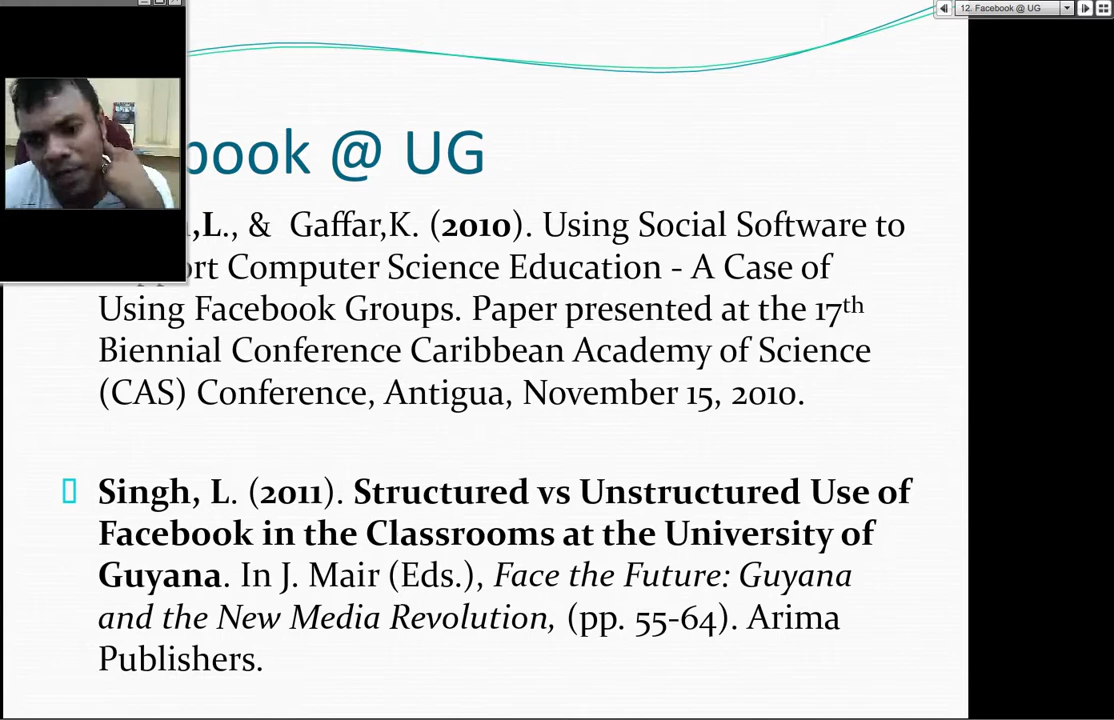 12. Facebook @ UG
book @ UG
,L., & Gaffar,K. (2010). Using Social Software to
ort Computer Science Education - A Case of
Using Facebook Groups. Paper presented at the 17th
Biennial Conference Caribbean Academy of Science
(CAS) Conference, Antigua, November 15, 2010.
Singh, L. (2011). Structured vs Unstructured Use of
Facebook in the Classrooms at the University of
Guyana. In J. Mair (Eds.), Face the Future: Guyana
and the New Media Revolution, (pp. 55-64). Arima
Publishers.